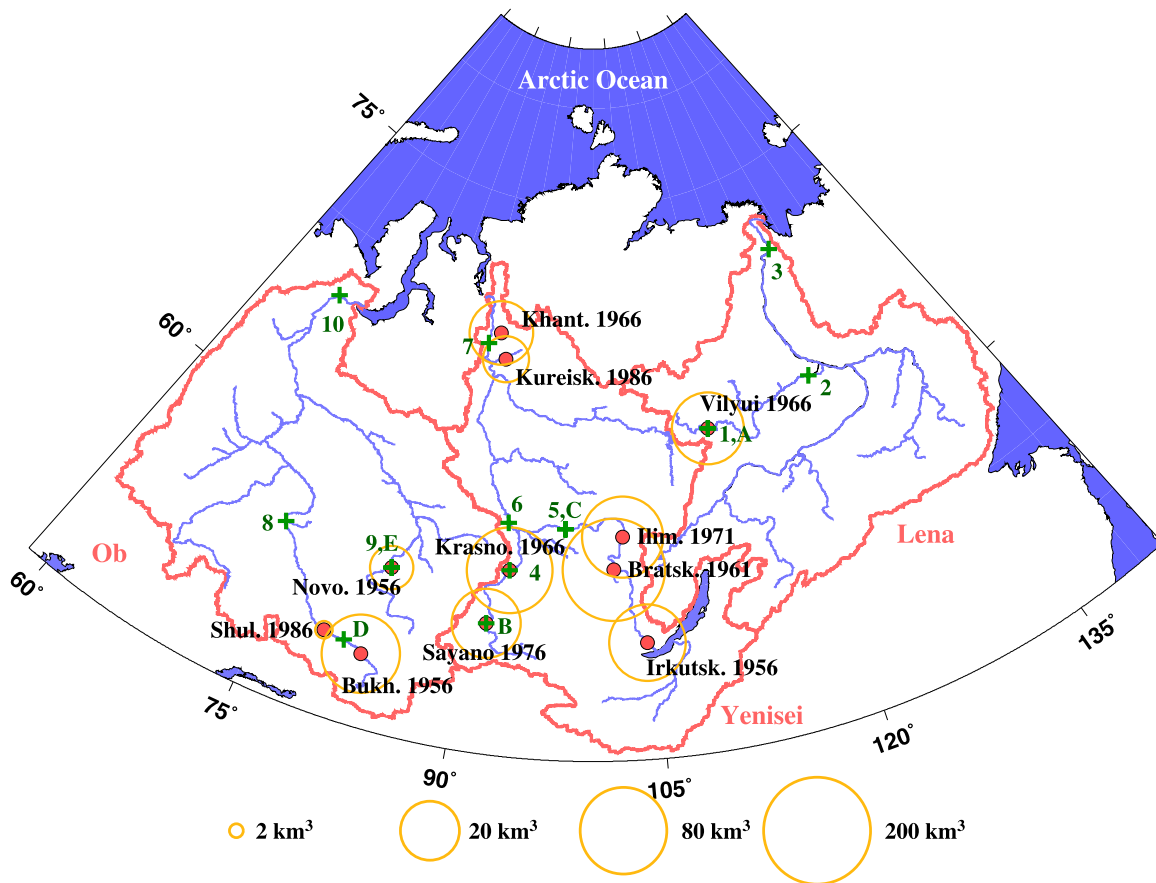 Arctic Ocean
75°
3
10
Khant. 1966
60°
7
Kureisk. 1986
2
Vilyui 1966
1,A
6
5,C
8
Ilim. 1971
Lena
Ob
9,E
Krasno. 1966
Bratsk. 1961
4
60°
Novo. 1956
135°
Shul. 1986
D
B
Sayano 1976
Irkutsk. 1956
Bukh. 1956
75°
Yenisei
120°
90°
105°
2 km³
20 km³
80 km³
200 km³